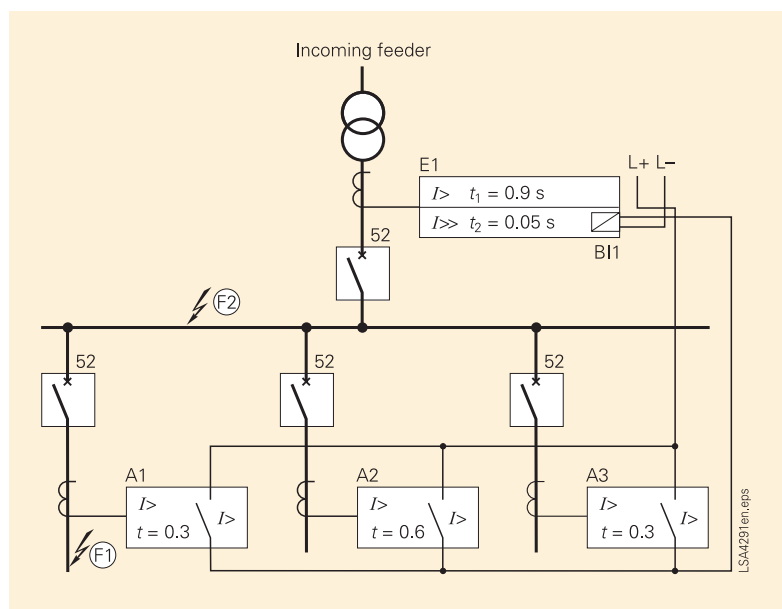 Incoming feeder
E1
L+ L–
I> t1 = 0.9 s
I>> t2 = 0.05 s
BI1
52
F2
52
52
52
A1
I>
t = 0.3
I>
A2
I>
t = 0.6
I>
A3
I>
t = 0.3
I>
F1
LSA4291en.eps